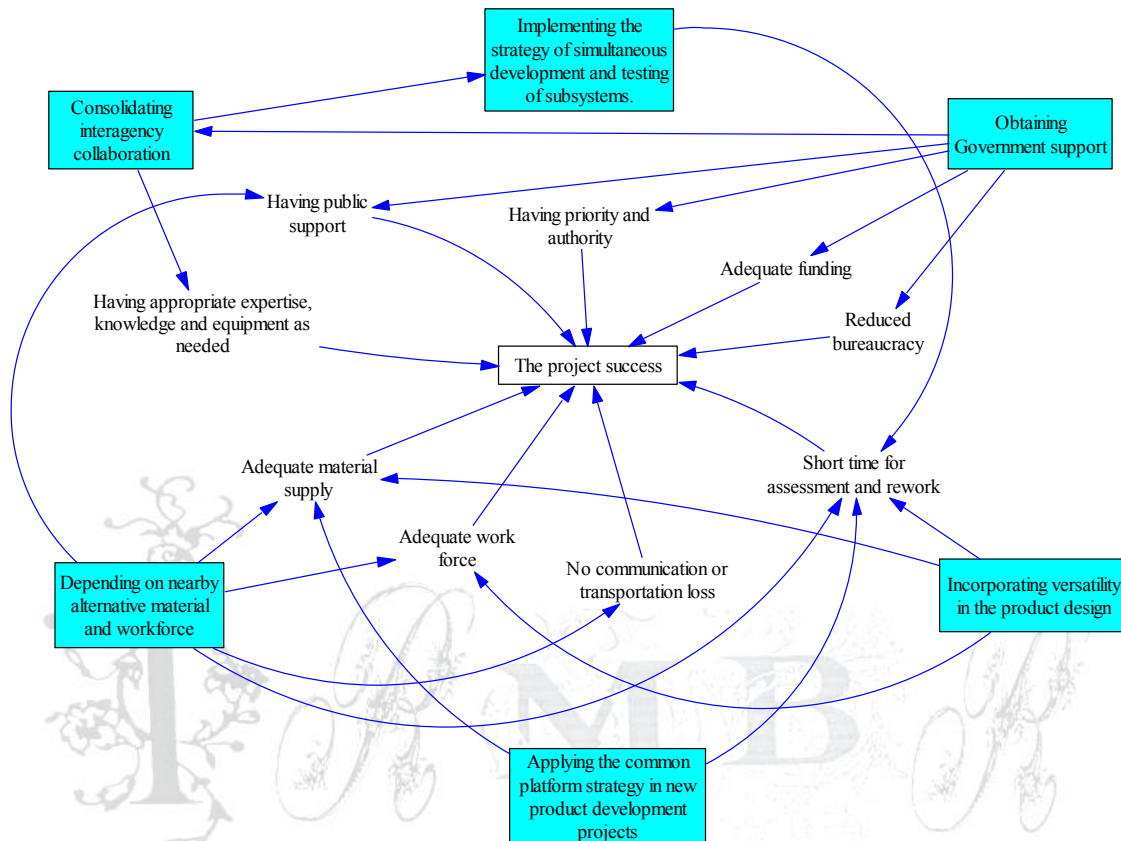 Implementing the
strategy of simultaneous
development and testing
of subsystems.
Consolidating
interagency
collaboration
Obtaining
Government support
Having public
support
Having priority and
authority
Adequate funding
Reduced
bureaucracy
Having appropriate expertise,
knowledge and equipment as
needed
The project success
Adequate material
supply
Short time for
assessment and rework
Adequate work
force
No communication or
transportation loss
Depending on nearby
alternative material
and workforce
Incorporating versatility
in the product design
Applying the common
platform strategy in new
product development
projects
I R M B R